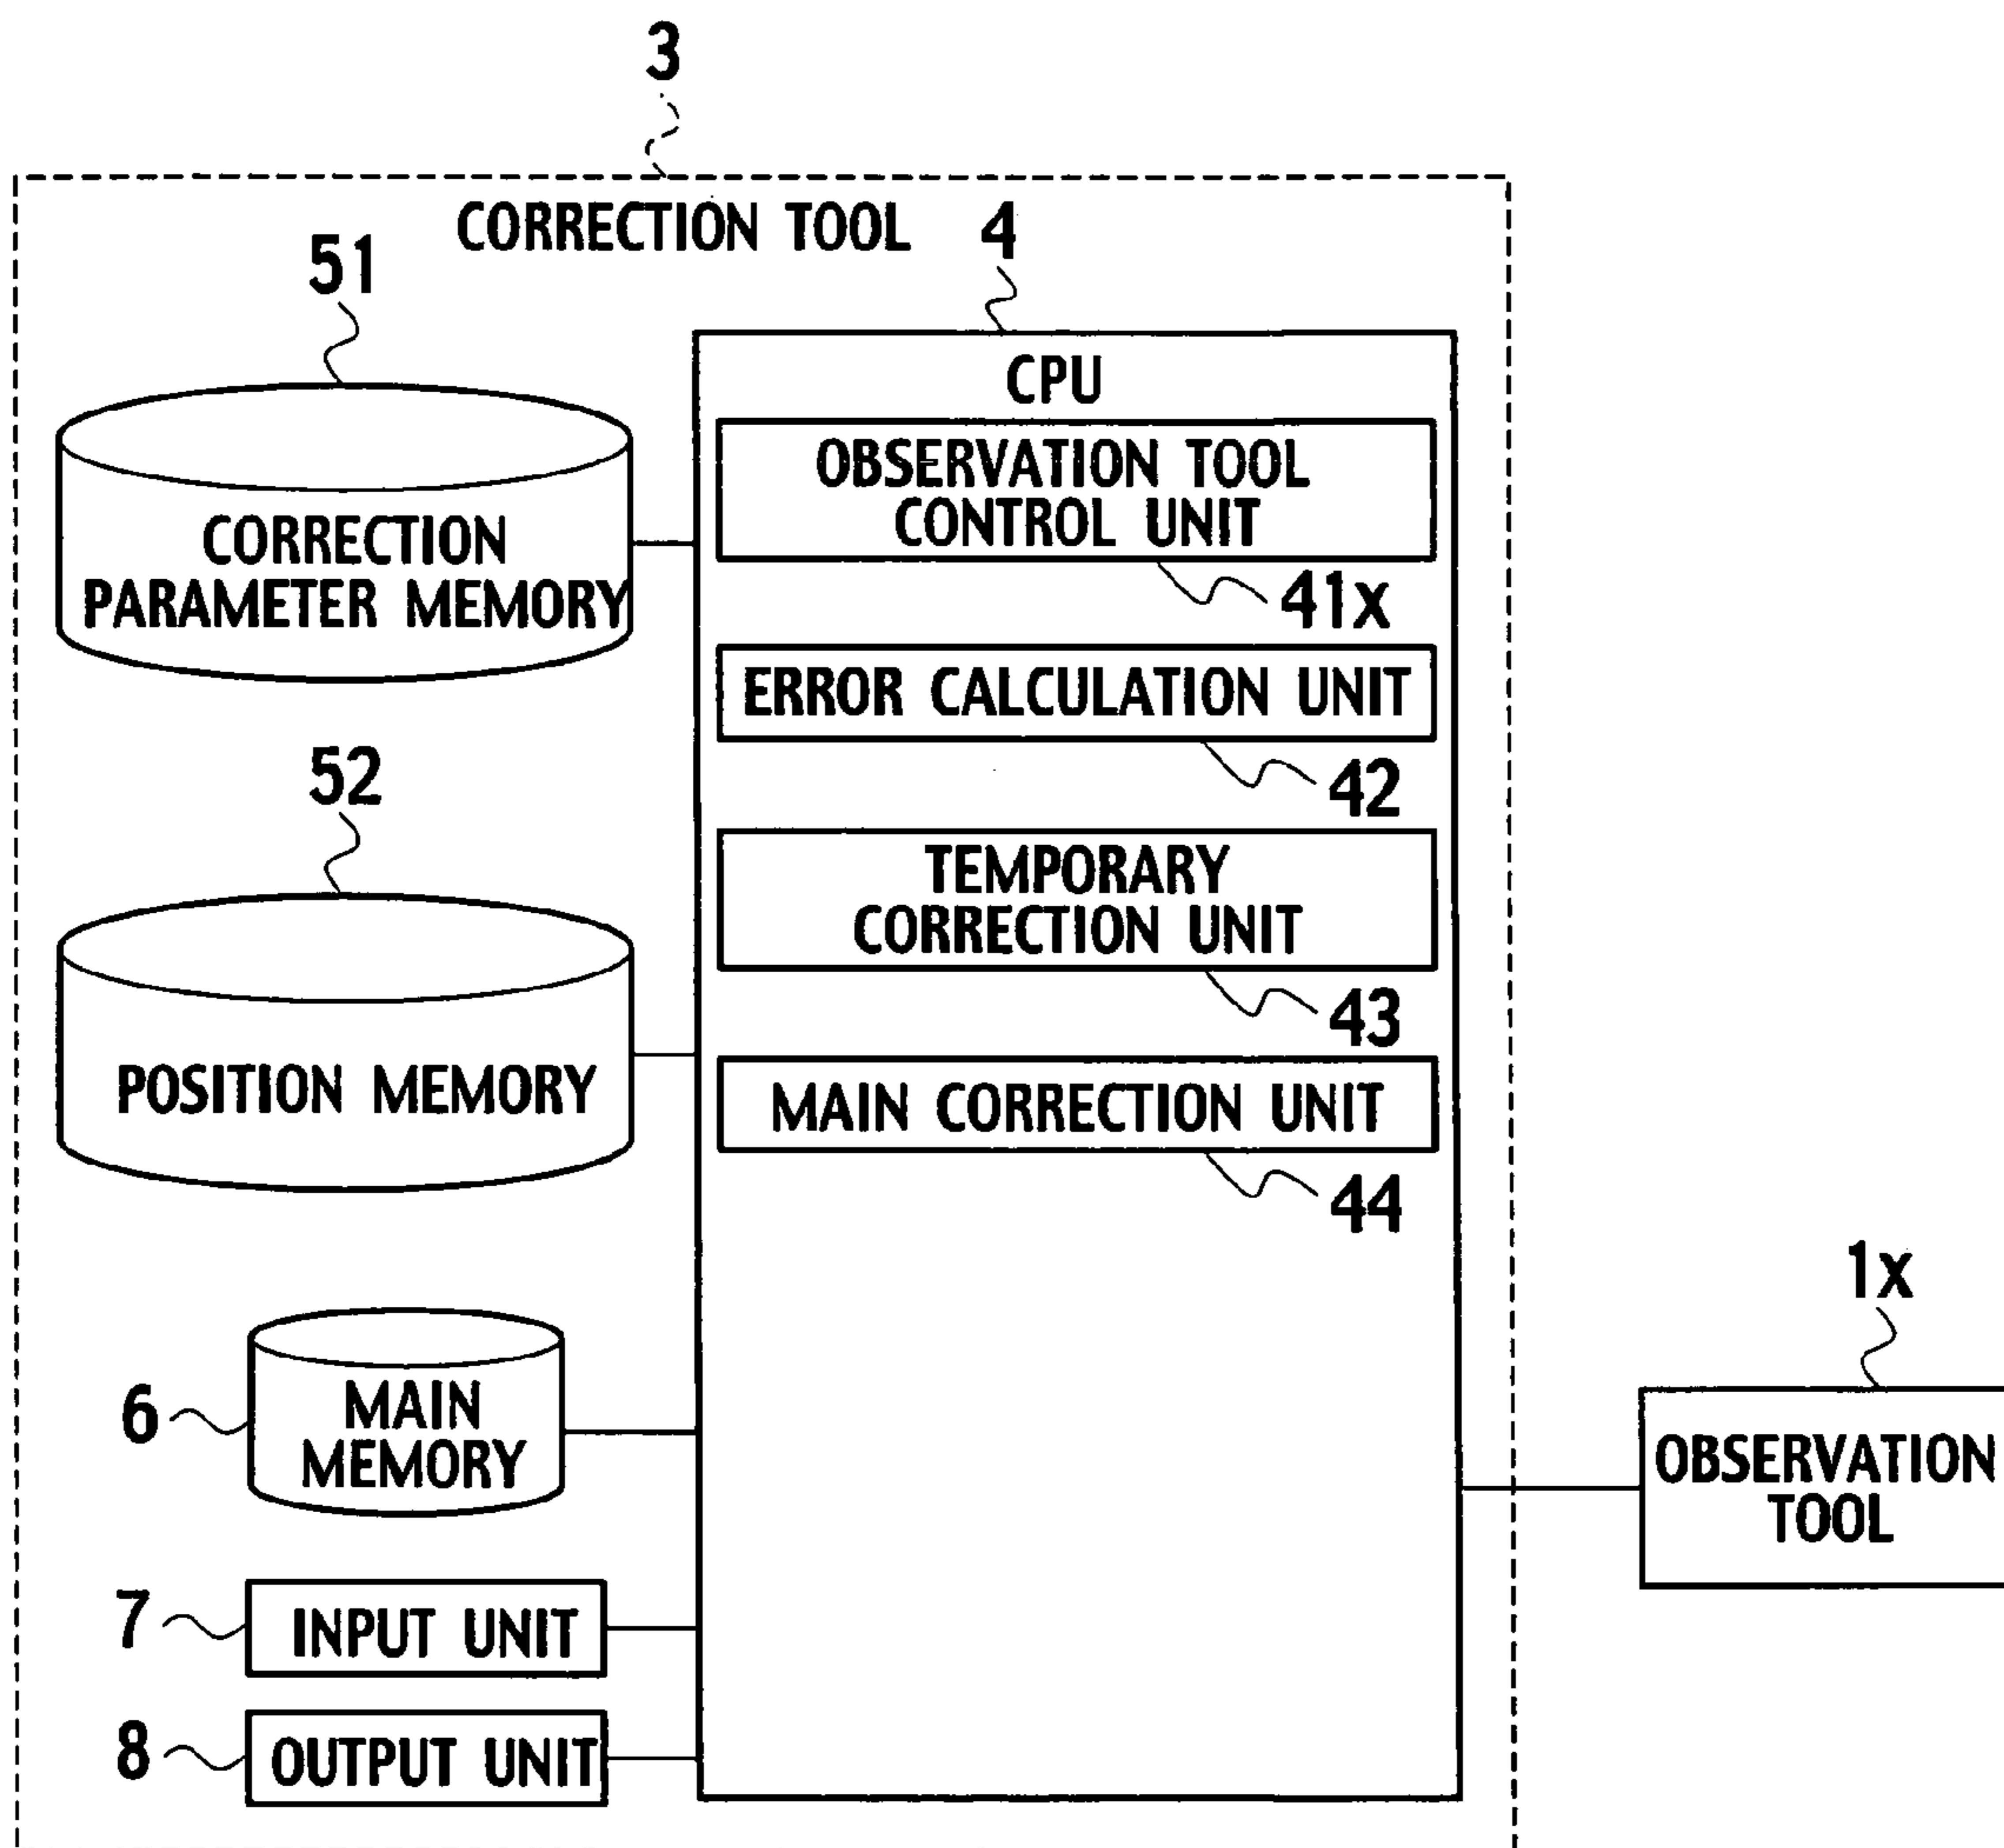 3
CORRECTION TOOL
4
51
CPU
OBSERVATION TOOL
CONTROL UNIT
41x
CORRECTION
PARAMETER MEMORY
ERROR CALCULATION UNIT
42
52
TEMPORARY
CORRECTION UNIT
43
POSITION MEMORY
MAIN CORRECTION UNIT
44
1x
6
MAIN
MEMORY
OBSERVATION
TOOL
7
INPUT UNIT
8
OUTPUT UNIT